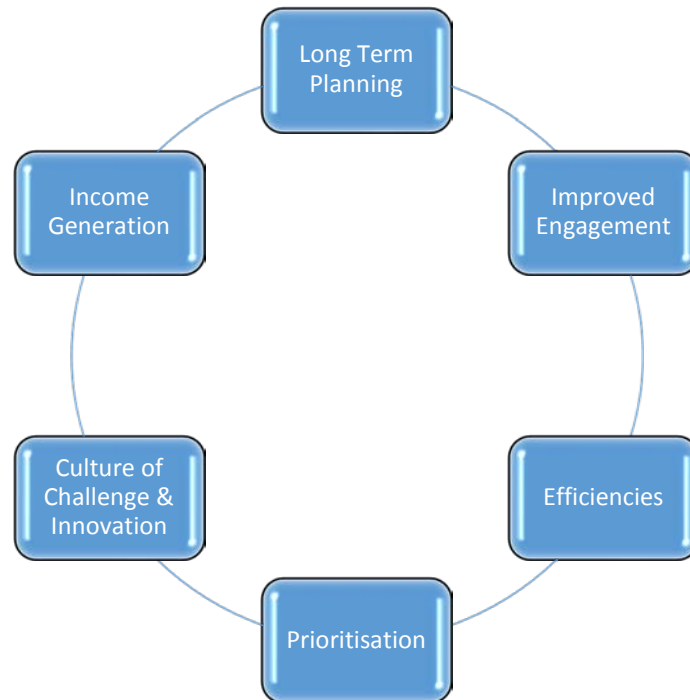 Long Term
Planning
Improved
Engagement
Efficiencies
Prioritisation
Culture of
Challenge &
Innovation
Income
Generation